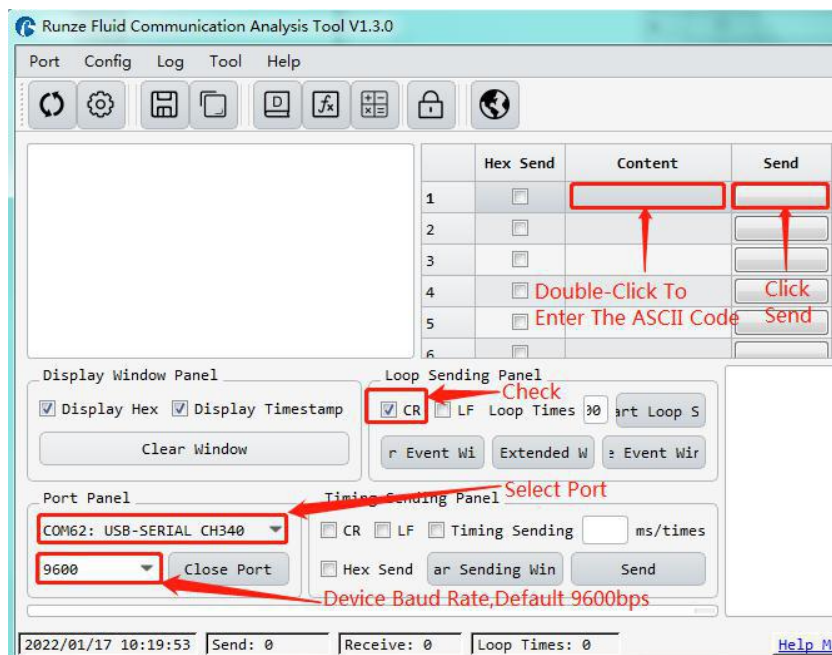 Runze Fluid Communication Analysis Tool V1.3.0
Port Config Log Tool Help
Hex Send Content Send
1
2
3
4 Double-Click To Click
5 Enter The ASCII Code Send
6
Display Window Panel Loop Sending Panel
Check
Display Hex Display Timestamp CR LF Loop Times 00 art Loop S
Clear Window r Event Wi Extended W e Event Win
Select Port
Port Panel Timing Sending Panel
COM62: USB-SERIAL CH340 CR LF Timing Sending ms/times
9600 Close Port Hex Send ar Sending Win Send
Device Baud Rate,Default 9600bps
2022/01/17 10:19:53 Send: 0 Receive: 0 Loop Times: 0 Help M